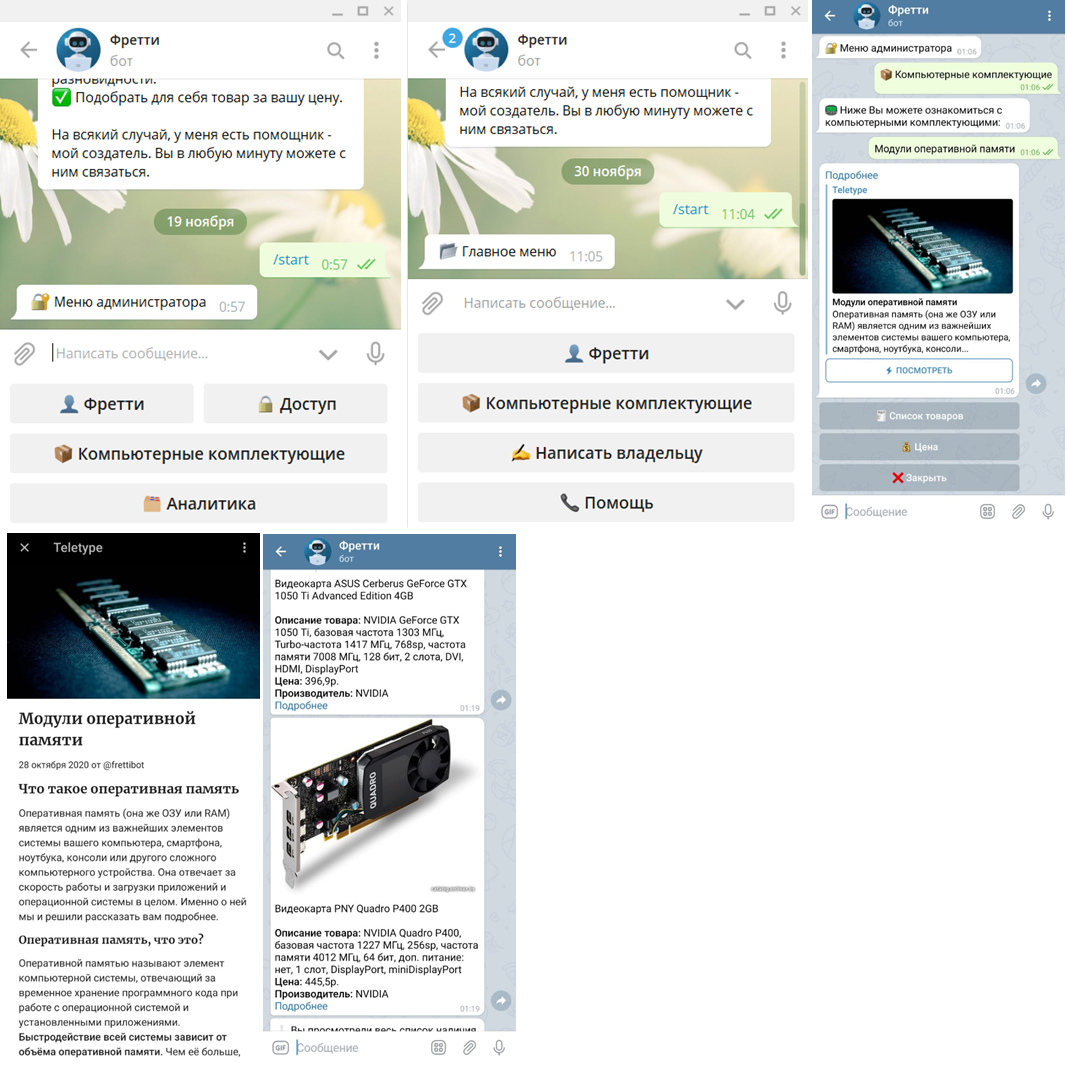 Фретти
бот
разновидности.
✅ Подобрать для себя товар за вашу цену.
На всякий случай, у меня есть помощник -
мой создатель. Вы в любую минуту можете с
ним связаться.
19 ноября
/start 0:57
🔐 Меню администратора 0:57
Написать сообщение...
👤 Фретти
🔒 Доступ
📦 Компьютерные комплектующие
🗂 Аналитика
2
Фретти
бот
На всякий случай, у меня есть помощник -
мой создатель. Вы в любую минуту можете с
ним связаться.
30 ноября
/start 11:04
📂 Главное меню 11:05
Написать сообщение...
👤 Фретти
📦 Компьютерные комплектующие
✍ Написать владельцу
📞 Помощь
Фретти
бот
🔐 Меню администратора 01:06
📦 Компьютерные комплектующие
01:06
Ниже Вы можете ознакомиться с
компьютерными комплектующими: 01:06
Модули оперативной памяти 01:06
Подробнее
Teletype
Модули оперативной памяти
Оперативная память (она же ОЗУ или
RAM) является одним из важнейших
элементов системы вашего компьютера,
смартфона, ноутбука, консоли...
⚡ ПОСМОТРЕТЬ
01:06
Список товаров
💰 Цена
❌ Закрыть
GIF Сообщение
Teletype
Модули оперативной
памяти
28 октября 2020 от @frettibot
Что такое оперативная память
Оперативная память (она же ОЗУ или RAM)
является одним из важнейших элементов
системы вашего компьютера, смартфона,
ноутбука, консоли или другого сложного
компьютерного устройства. Она отвечает за
скорость работы и загрузки приложений и
операционной системы в целом. Именно о ней
мы и решили рассказать вам подробнее.
Оперативная память, что это?
Оперативной памятью называют элемент
компьютерной системы, отвечающий за
временное хранение программного кода при
работе с операционной системой и
установленными приложениями.
Быстродействие всей системы зависит от
объёма оперативной памяти. Чем её больше,
Фретти
бот
Видеокарта ASUS Cerberus GeForce GTX
1050 Ti Advanced Edition 4GB
Описание товара: NVIDIA GeForce GTX
1050 Ti, базовая частота 1303 МГц,
Turbo-частота 1417 МГц, 768sp, частота
памяти 7008 МГц, 128 бит, 2 слота, DVI,
HDMI, DisplayPort
Цена: 396,9р.
Производитель: NVIDIA
Подробнее 01:19
QUADRO
Видеокарта PNY Quadro P400 2GB
Описание товара: NVIDIA Quadro P400,
базовая частота 1227 МГц, 256sp, частота
памяти 4012 МГц, 64 бит, доп. питание:
нет, 1 слот, DisplayPort, miniDisplayPort
Цена: 445,5р.
Производитель: NVIDIA
Подробнее 01:19
Вы просмотрели весь список наличия
GIF Сообщение